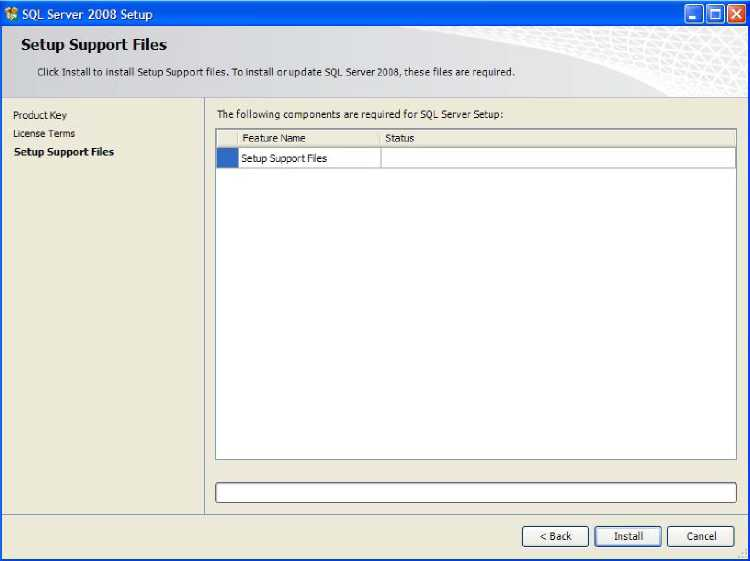 SQL Server 2008 Setup
Setup Support Files
Click Install to install Setup Support files. To install or update SQL Server 2008, these files are required.
Product Key
License Terms
Setup Support Files
The following components are required for SQL Server Setup:
Feature Name Status
Setup Support Files
< Back Install Cancel